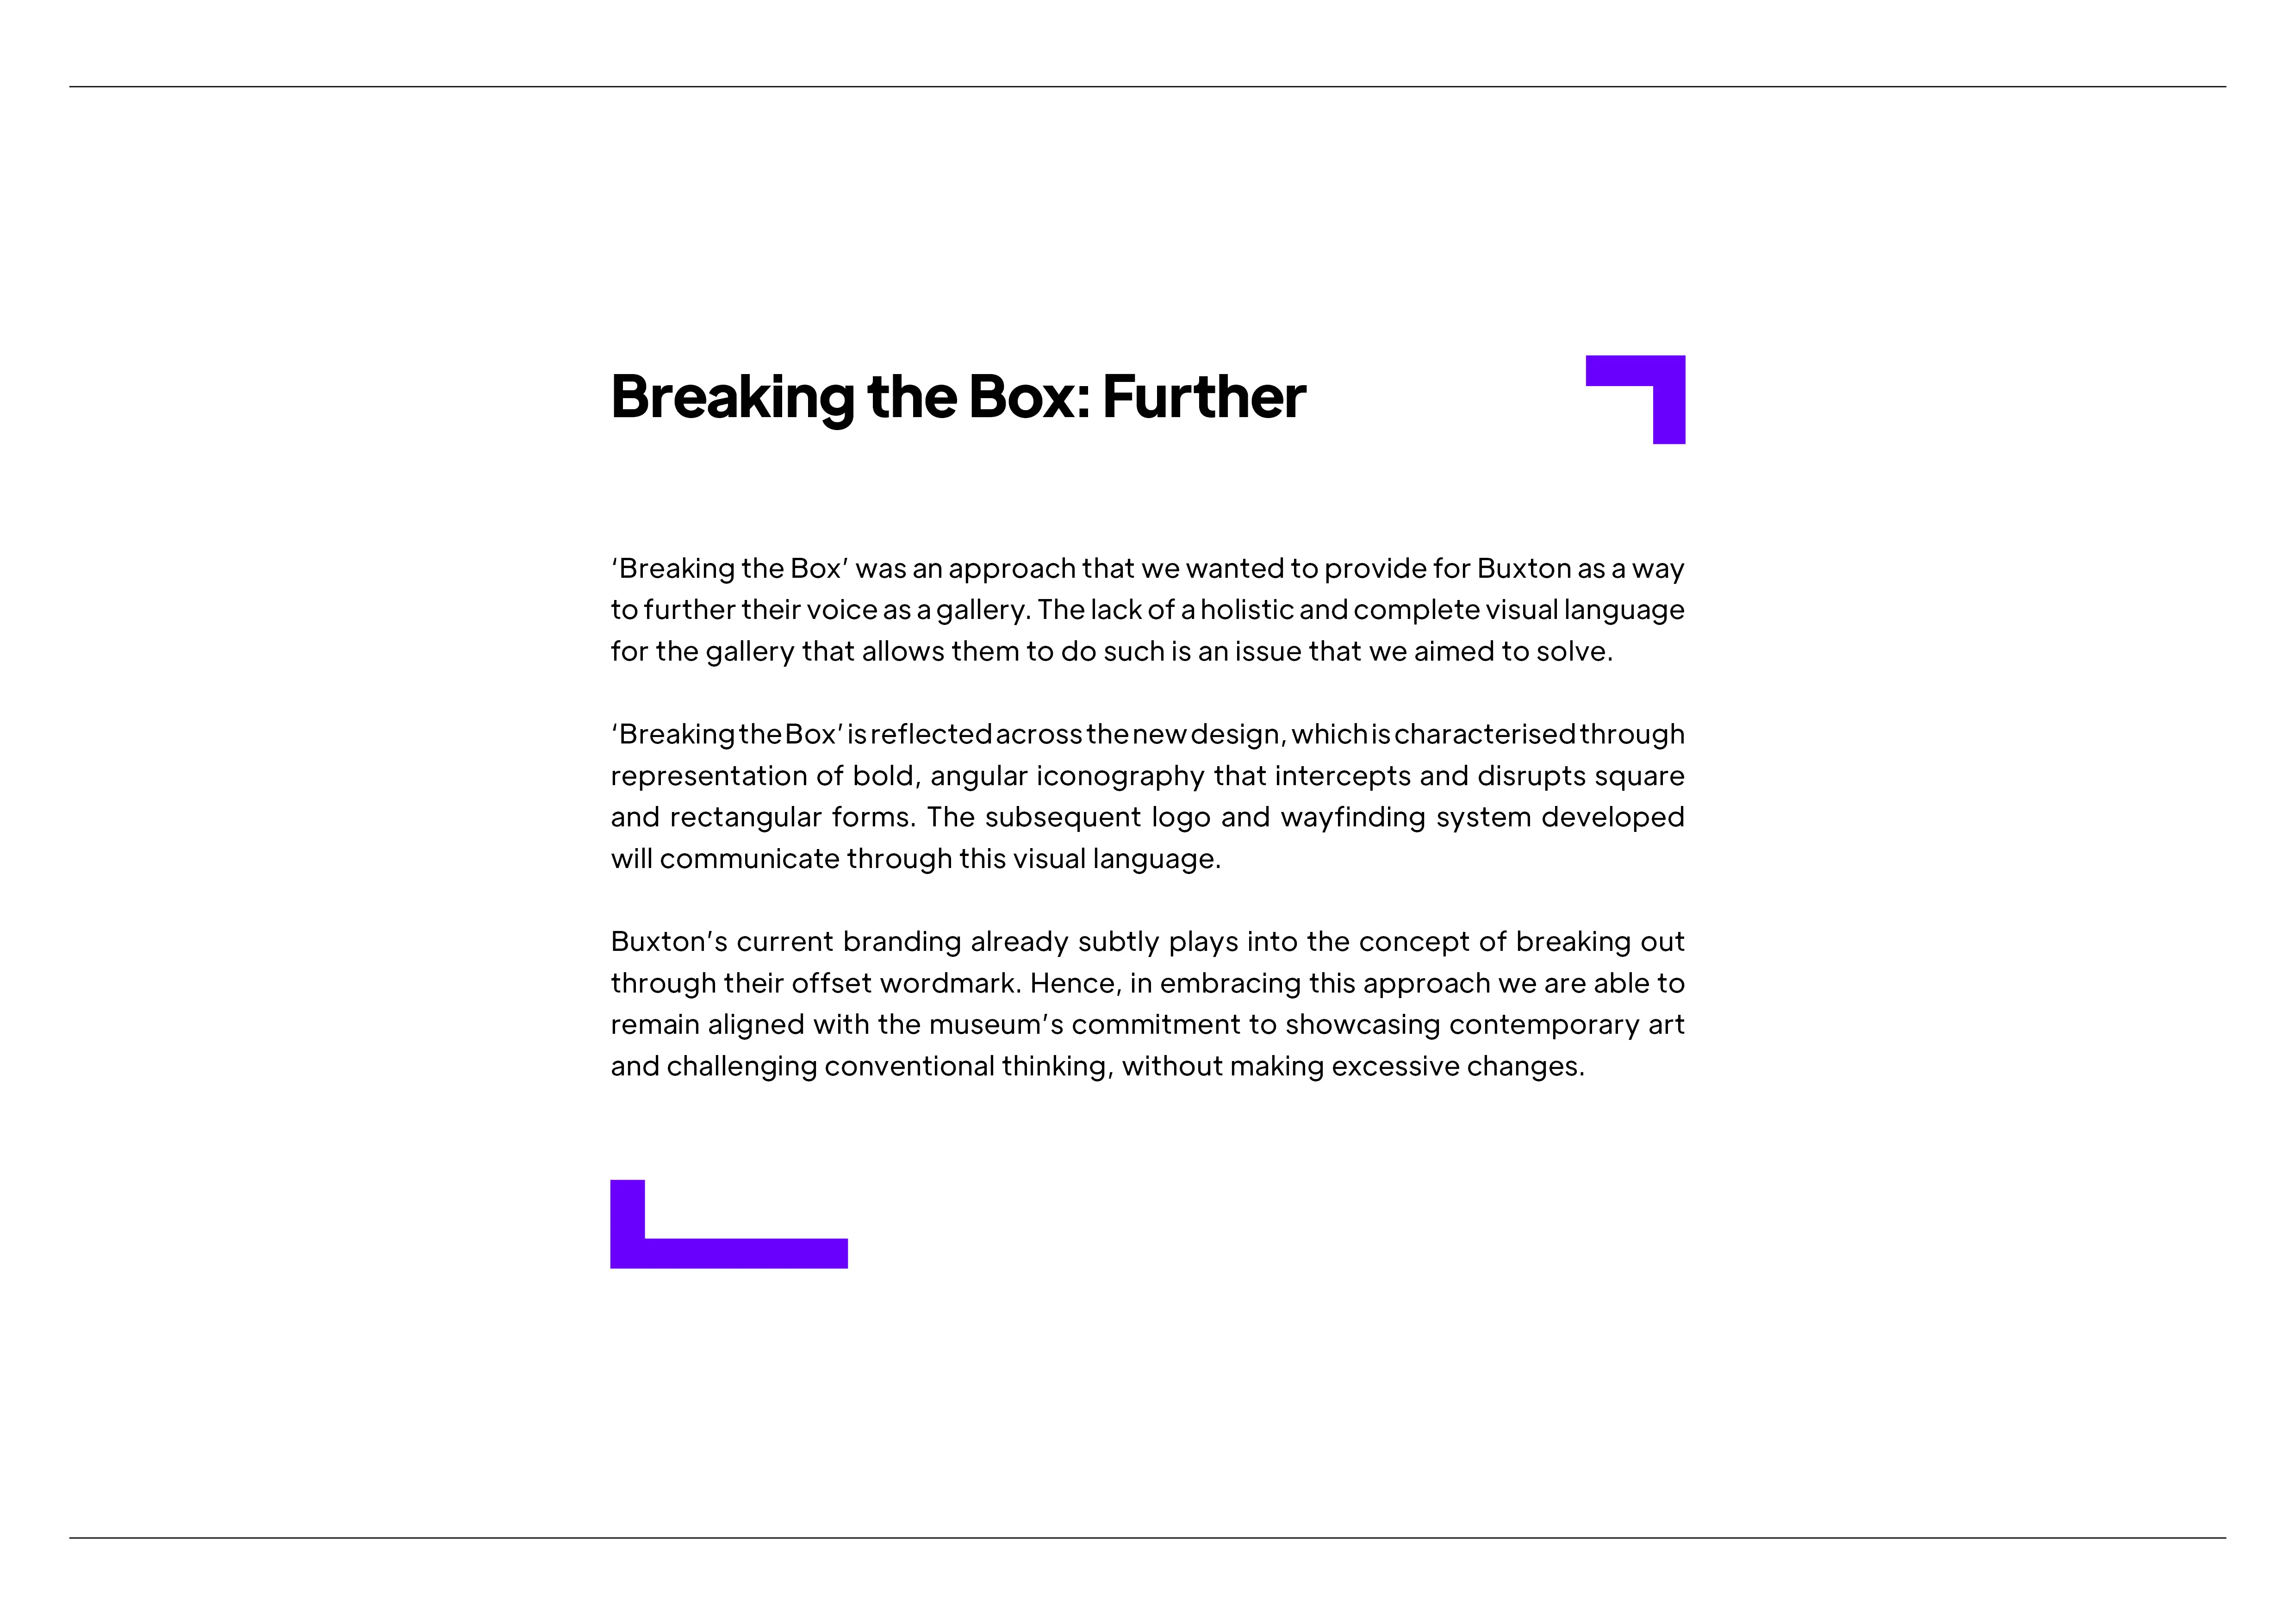 Breaking the Box: Further
‘Breaking the Box’ was an approach that we wanted to provide for Buxton as a way
to further their voice as a gallery. The lack of a holistic and complete visual language
for the gallery that allows them to do such is an issue that we aimed to solve.
‘Breaking the Box’ is reflected across the new design, which is characterised through
representation of bold, angular iconography that intercepts and disrupts square
and rectangular forms. The subsequent logo and wayfinding system developed
will communicate through this visual language.
Buxton’s current branding already subtly plays into the concept of breaking out
through their offset wordmark. Hence, in embracing this approach we are able to
remain aligned with the museum’s commitment to showcasing contemporary art
and challenging conventional thinking, without making excessive changes.